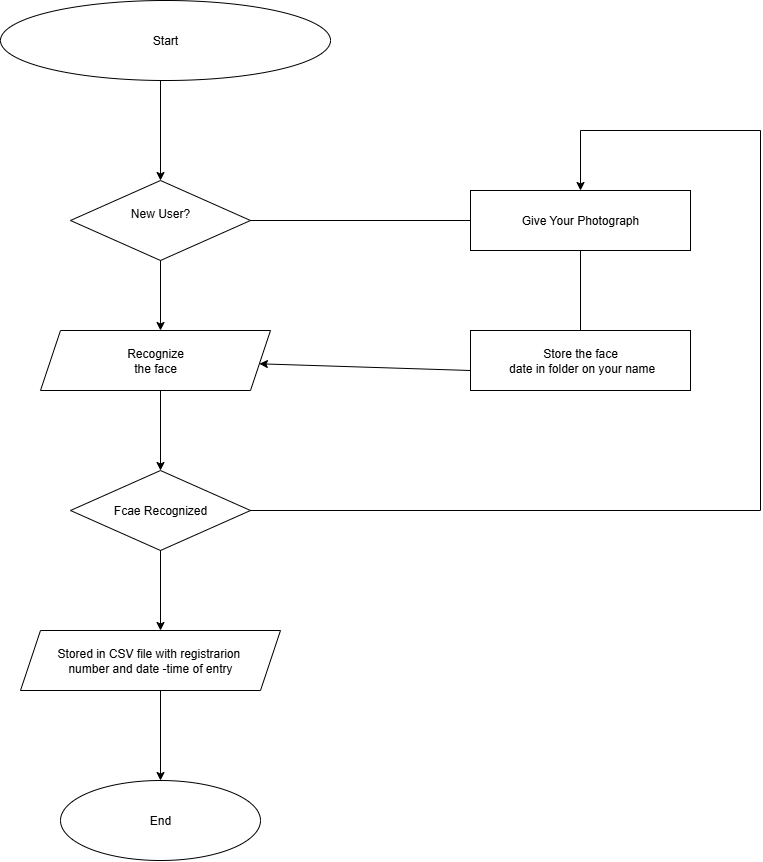 Start
New User?
Give Your Photograph
Recognize
the face
Store the face
date in folder on your name
Fcae Recognized
Stored in CSV file with registrarion
number and date -time of entry
End